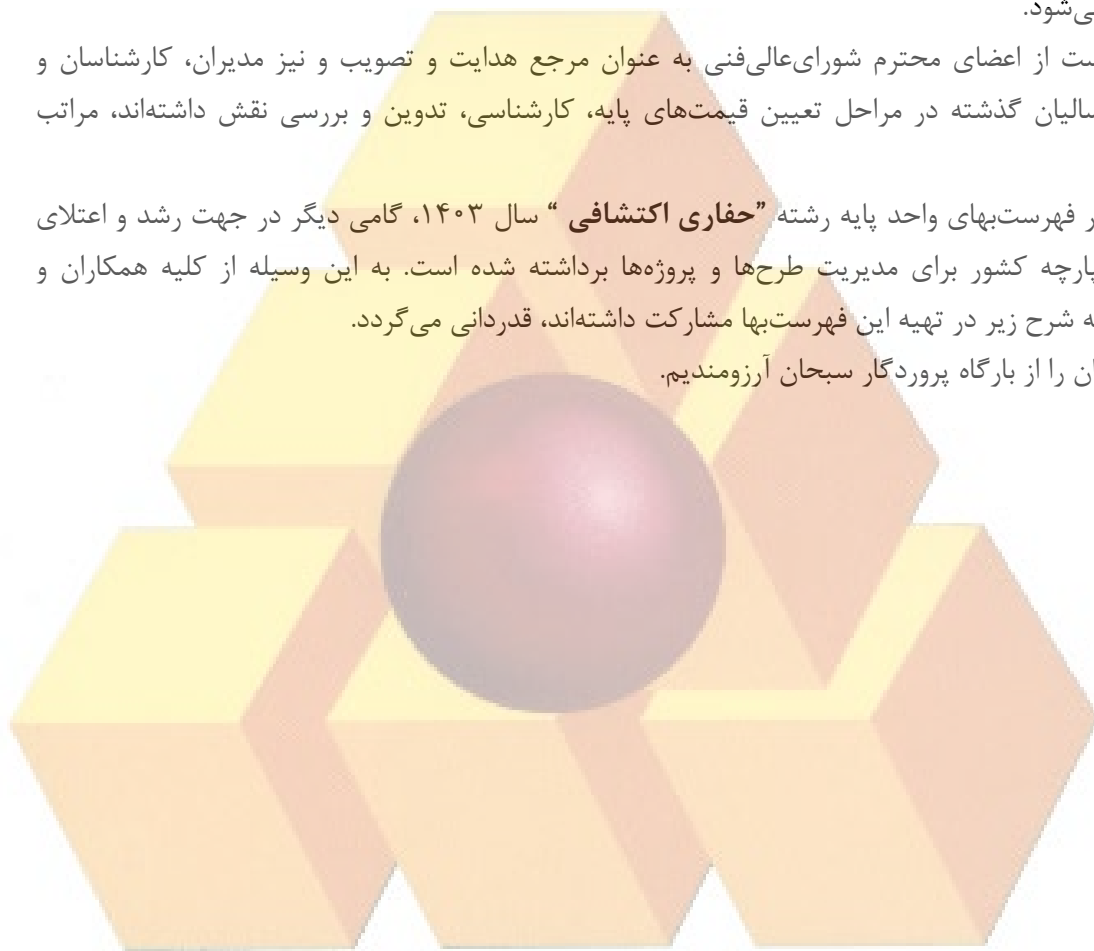 می‌شود.
ست از اعضای محترم شورای‌عالی‌فنی به عنوان مرجع هدایت و تصویب و نیز مدیران، کارشناسان و
سالیان گذشته در مراحل تعیین قیمت‌های پایه، کارشناسی، تدوین و بررسی نقش داشته‌اند، مراتب
ر فهرست‌بهای واحد پایه رشته "حفاری اکتشافی " سال ۱۴۰۳، گامی دیگر در جهت رشد و اعتلای
پارچه کشور برای مدیریت طرح‌ها و پروژه‌ها برداشته شده است. به این وسیله از کلیه همکاران و
ه شرح زیر در تهیه این فهرست‌بها مشارکت داشته‌اند، قدردانی می‌گردد.
ان را از بارگاه پروردگار سبحان آرزومندیم.